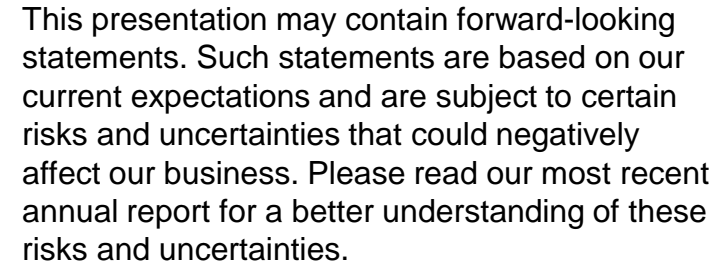 This presentation may contain forward-looking
statements. Such statements are based on our
current expectations and are subject to certain
risks and uncertainties that could negatively
affect our business. Please read our most recent
annual report for a better understanding of these
risks and uncertainties.